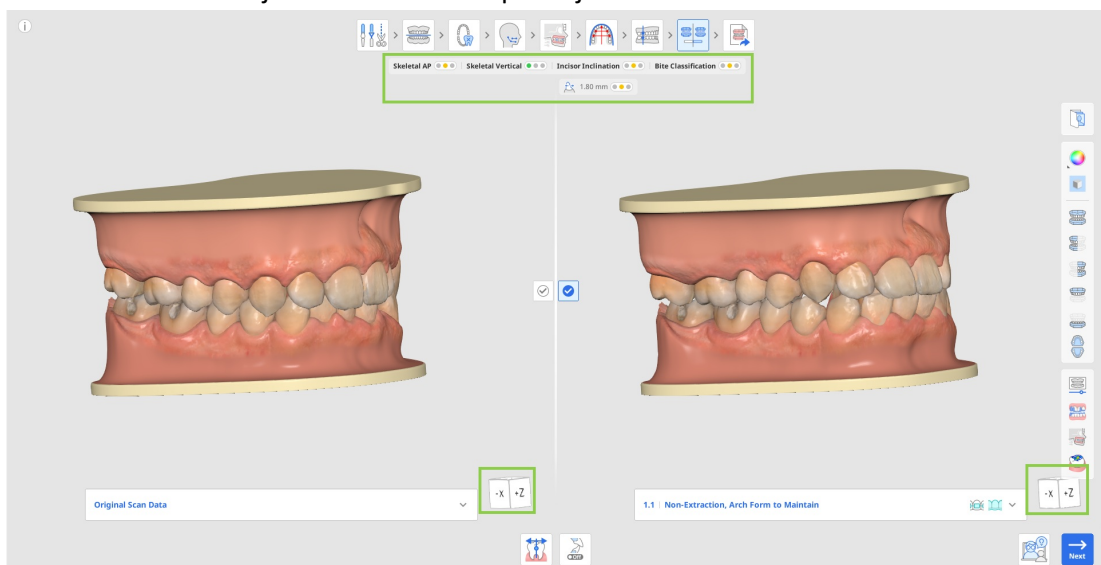 i
Skeletal AP Skeletal Vertical Incisor Inclination Bite Classification
1.80 mm
-X +Z
-X +Z
Original Scan Data
1.1 Non-Extraction, Arch Form to Maintain
OFF
Next